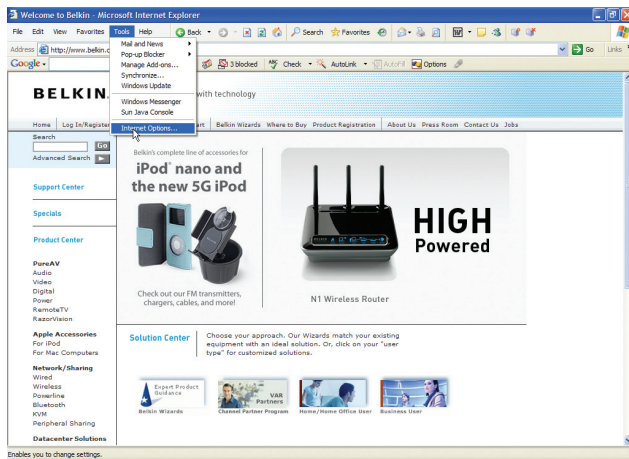 Welcome to Belkin - Microsoft Internet Explorer
File Edit View Favorites Tools Help Back Search Favorites
Address http://www.belkin.c Go Links
Google 3 blocked Check AutoLink AutoFill Options
Mail and News
Pop-up Blocker
Manage Add-ons...
Synchronize...
Windows Update
Windows Messenger
Sun Java Console
Internet Options...
BELKIN. with technology
Home Log In/Register art Belkin Wizards Where to Buy Product Registration About Us Press Room Contact Us Jobs
Search
Go
Advanced Search
Support Center
Specials
Product Center
PureAV
Audio
Video
Digital
Power
RemoteTV
RazorVision
Apple Accessories
For iPod
For Mac Computers
Network/Sharing
Wired
Wireless
Powerline
Bluetooth
KVM
Peripheral Sharing
Datacenter Solutions
Belkin's complete line of accessories for
iPod® nano and
the new 5G iPod
Check out our FM transmitters,
chargers, cables, and more!
HIGH
Powered
N1 Wireless Router
Solution Center
Choose your approach. Our Wizards match your existing
equipment with an ideal solution. Or, click on your "user
type" for customized solutions.
Expert Product
Guidance
Belkin Wizards
VAR
Partners
Channel Partner Program
Home/Home Office User
Business User
Enables you to change settings.